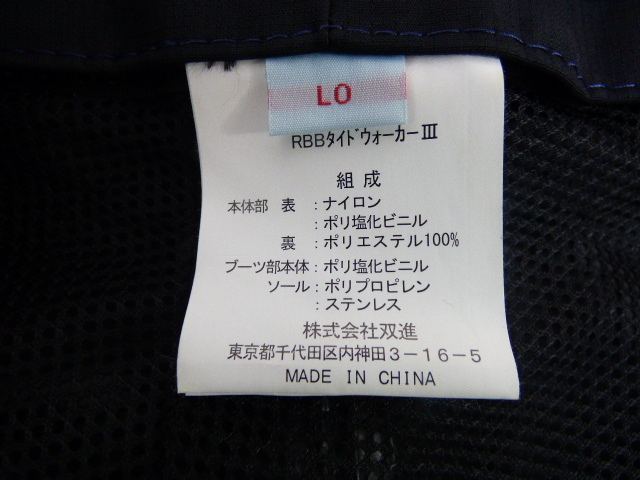 LO
RBBタイドウォーカーⅢ
組成
本体部 表：ナイロン
：ポリ塩化ビニル
裏：ポリエステル100%
ブーツ部本体：ポリ塩化ビニル
ソール：ポリプロピレン
：ステンレス
株式会社双進
東京都千代田区内神田3-16-5
MADE IN CHINA